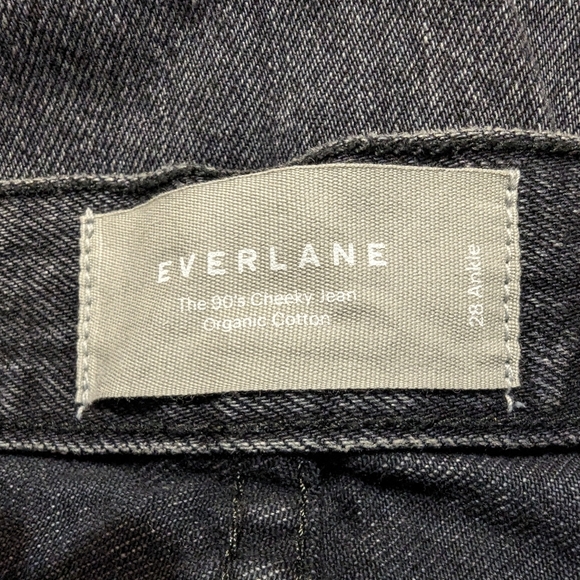 EVERLANE
The 90's Cheeky Jean
Organic Cotton
28 Ankle